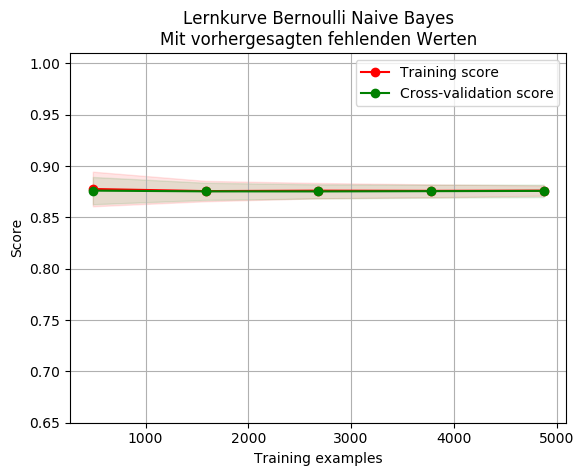 Lernkurve Bernoulli Naive Bayes
Mit vorhergesagten fehlenden Werten
Training score
Cross-validation score
1.00
0.95
0.90
0.85
0.80
0.75
0.70
0.65
Score
1000
2000
3000
4000
5000
Training examples